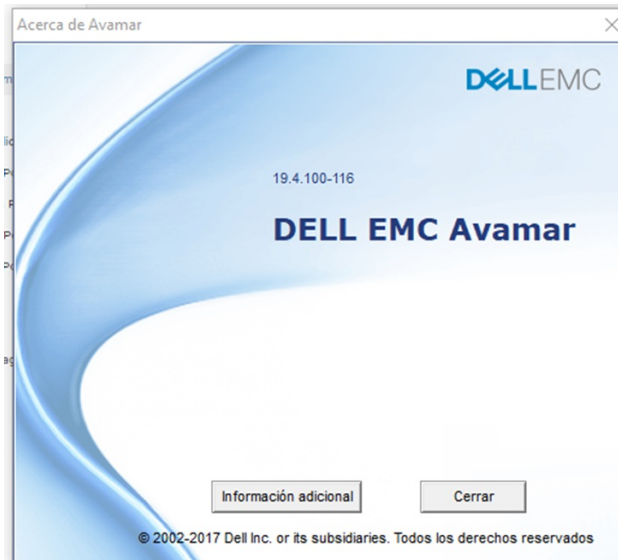 Acerca de Avamar
DELLEMC
19.4.100-116
DELL EMC Avamar
Información adicional
Cerrar
© 2002-2017 Dell Inc. or its subsidiaries. Todos los derechos reservados